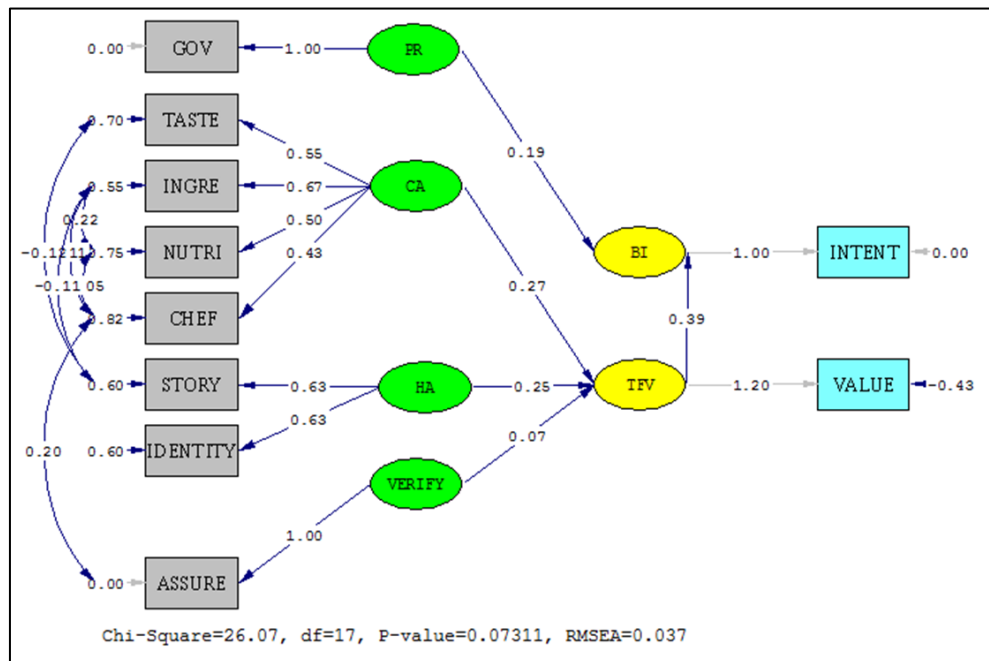 0.00 GOV 1.00 PR
0.70 TASTE
0.55
0.19
0.55 INGRE 0.67 CA
0.22
0.50
0.75 NUTRI BI 1.00 INTENT 0.00
0.43
0.27
0.82 CHEF
0.39
0.60 STORY 0.63 HA 0.25 TFV 1.20 VALUE -0.43
0.63
0.07
0.20 0.60 IDENTITY
VERIFY
1.00
0.00 ASSURE
Chi-Square=26.07, df=17, P-value=0.07311, RMSEA=0.037